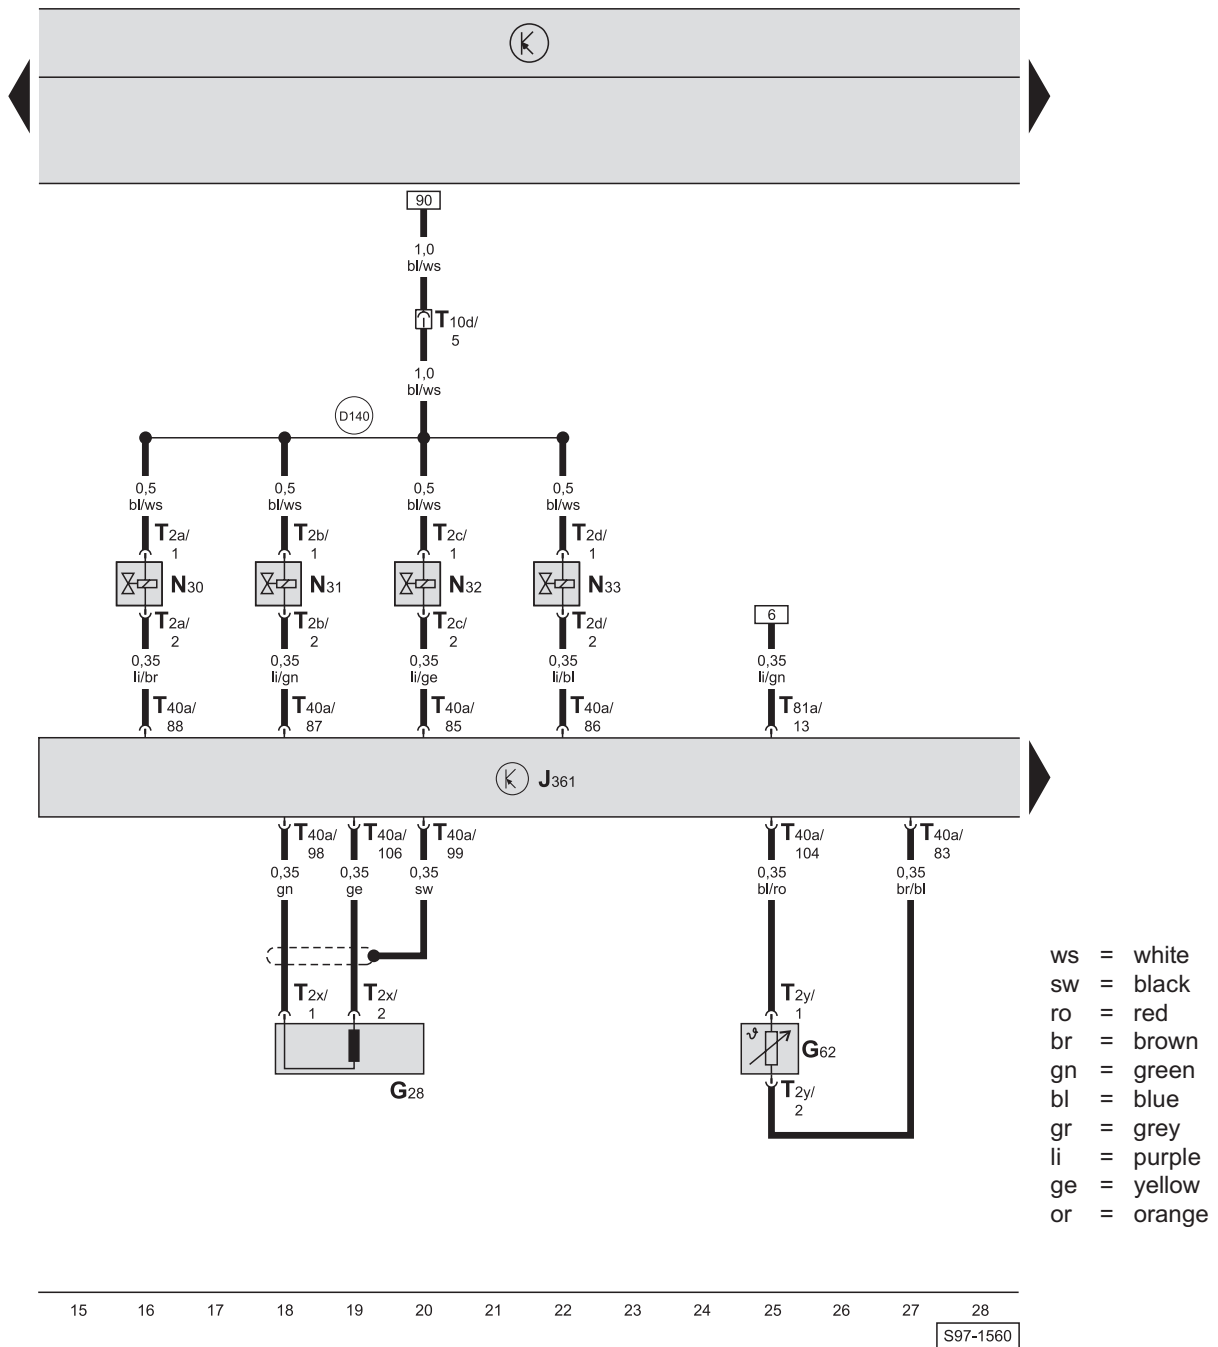 90
1,0
bl/ws
T10d/
5
1,0
bl/ws
D140
0,5 0,5 0,5 0,5
bl/ws bl/ws bl/ws bl/ws
T2a/ T2b/ T2c/ T2d/
1 1 1 1
N30 N31 N32 N33
T2a/ T2b/ T2c/ T2d/
2 2 2 2
6
0,35 0,35 0,35 0,35 0,35
li/br li/gn li/ge li/bl li/gn
T40a/ T40a/ T40a/ T40a/ T81a/
88 87 85 86 13
J361
T40a/ T40a/ T40a/ T40a/ T40a/
98 106 99 104 83
0,35 0,35 0,35 0,35 0,35
gn ge sw bl/ro br/bl
T2x/ T2x/ T2y/
1 2 1
ϑ
G62
G28
T2y/
2
ws = white
sw = black
ro = red
br = brown
gn = green
bl = blue
gr = grey
li = purple
ge = yellow
or = orange
15 16 17 18 19 20 21 22 23 24 25 26 27 28
S97-1560